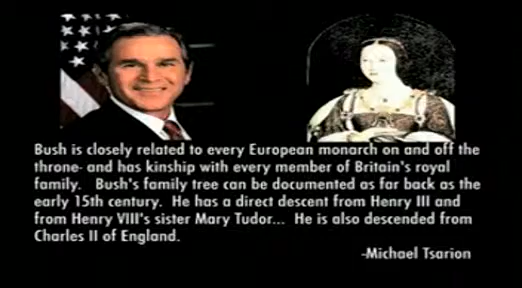 Bush is closely related to every European monarch on and off the
throne- and has kinship with every member of Britain's royal
family. Bush's family tree can be documented as far back as the
early 15th century. He has a direct descent from Henry III and
from Henry VIII's sister Mary Tudor... He is also descended from
Charles II of England.
-Michael Tsarion